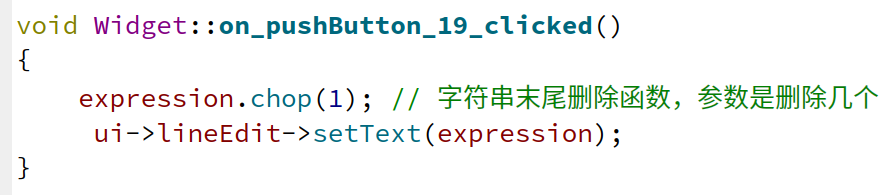 void Widget::on_pushButton_19_clicked()
{
    expression.chop(1); // 字符串末尾删除函数，参数是删除几个
     ui->lineEdit->setText(expression);
}